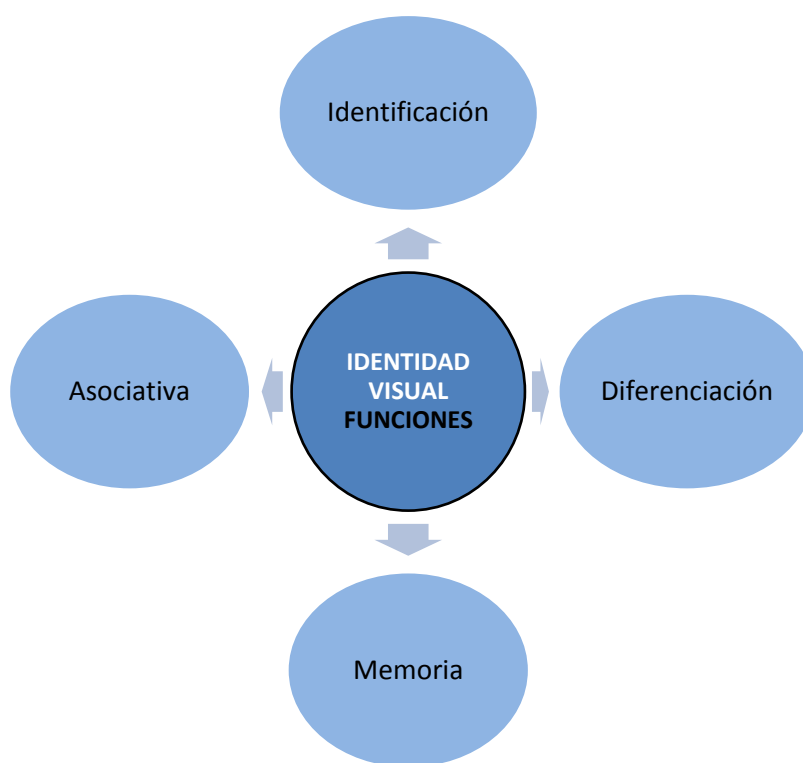 Identificación
Asociativa
IDENTIDAD
VISUAL
FUNCIONES
Diferenciación
Memoria